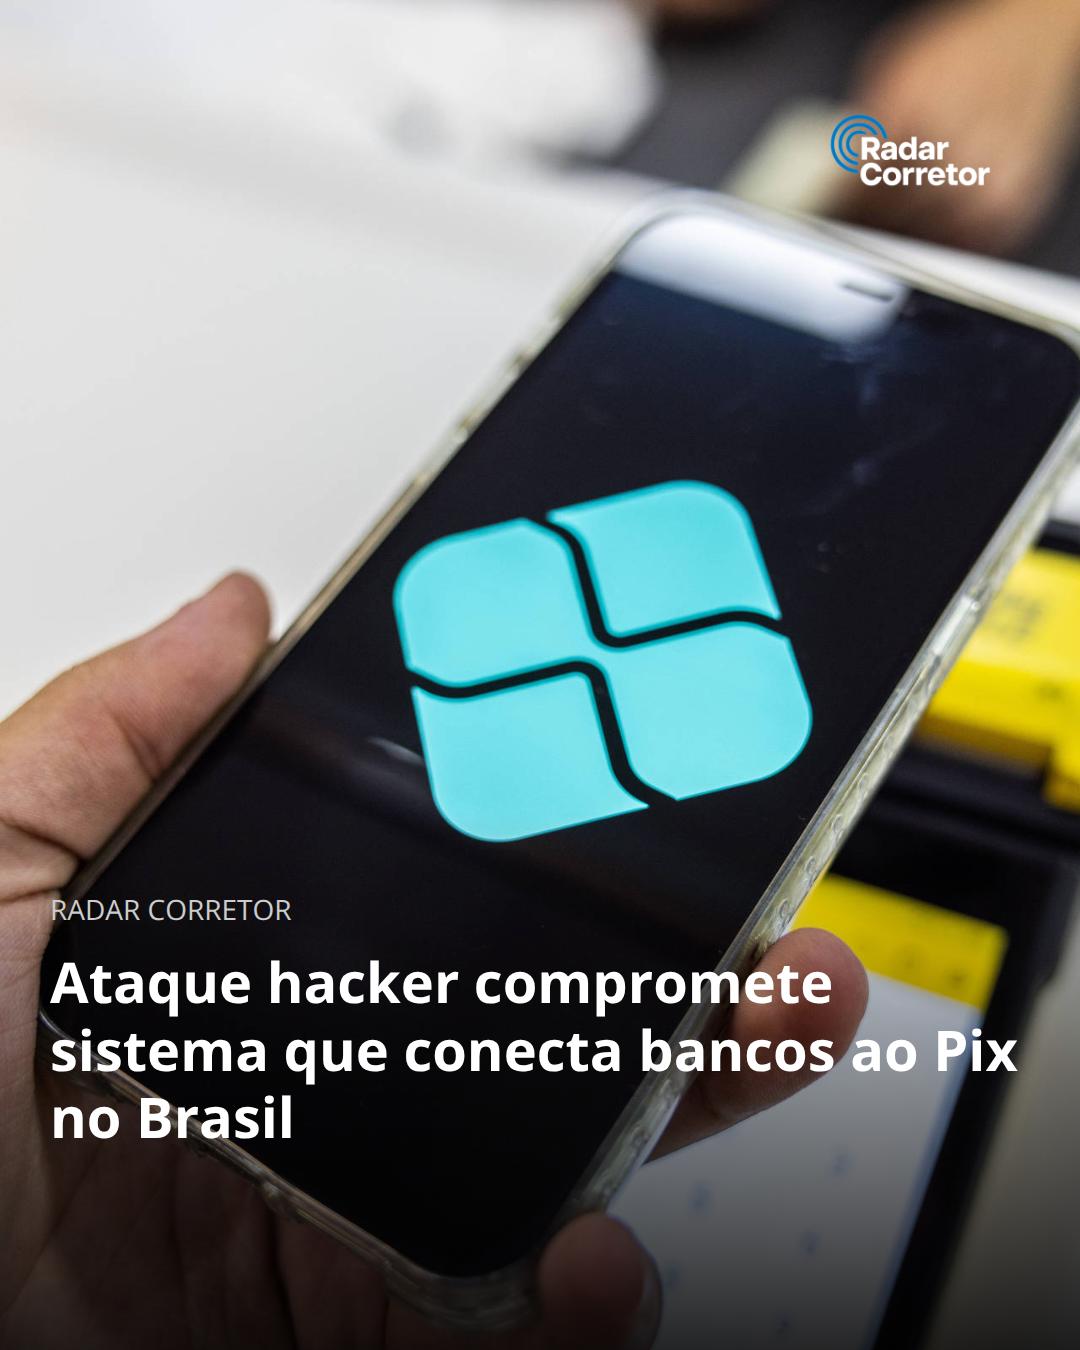 Radar
Corretor
RADAR CORRETOR
Ataque hacker compromete
sistema que conecta bancos ao Pix
no Brasil